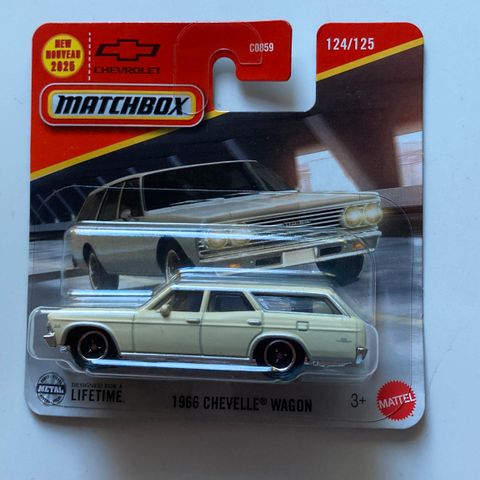 NEW
NOUVEAU
2025
CHEVROLET
C0859
124/125
MATCHBOX
METAL
DESIGNED FOR A
LIFETIME
1966 CHEVELLE® WAGON
3+
MATTEL